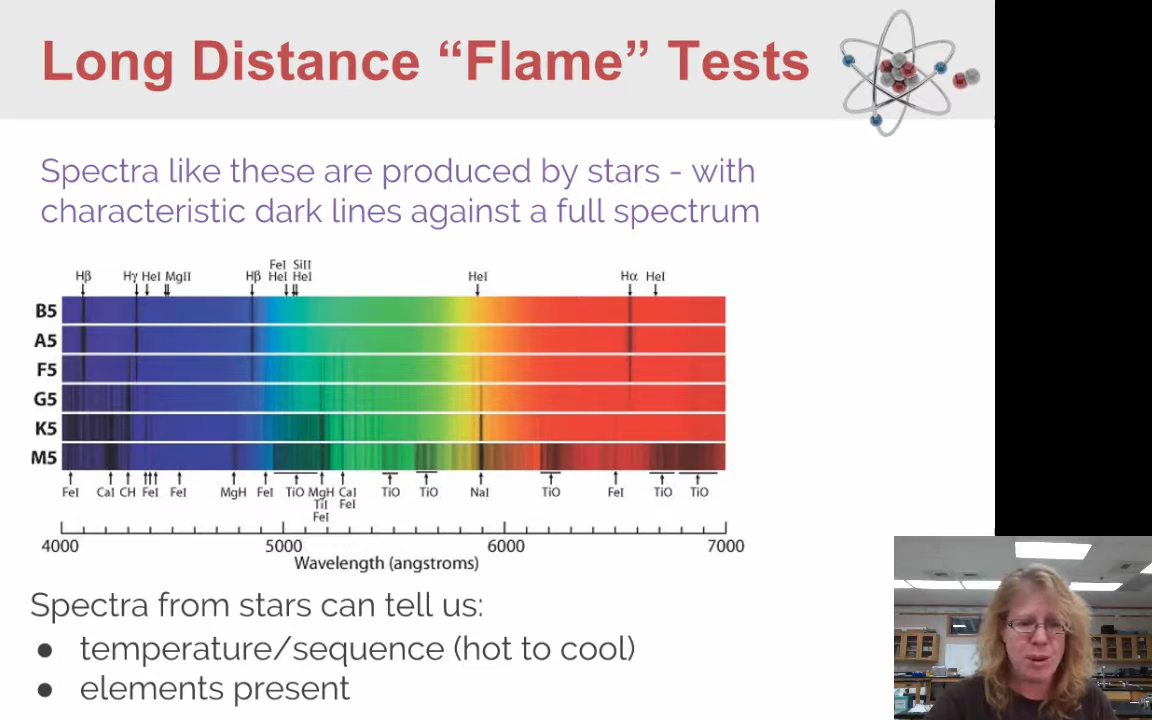 Long Distance “Flame” Tests
Spectra like these are produced by stars - with
characteristic dark lines against a full spectrum
FeI SiII
Hβ Hγ HeI MgII Hβ HeI HeI HeI Hα HeI
B5
A5
F5
G5
K5
M5
FeI CaI CH FeI FeI MgH FeI TiO MgH CaI TiO TiO NaI TiO FeI TiO TiO
TiI FeI
FeI
4000 5000 6000 7000
Wavelength (angstroms)
Spectra from stars can tell us:
● temperature/sequence (hot to cool)
● elements present